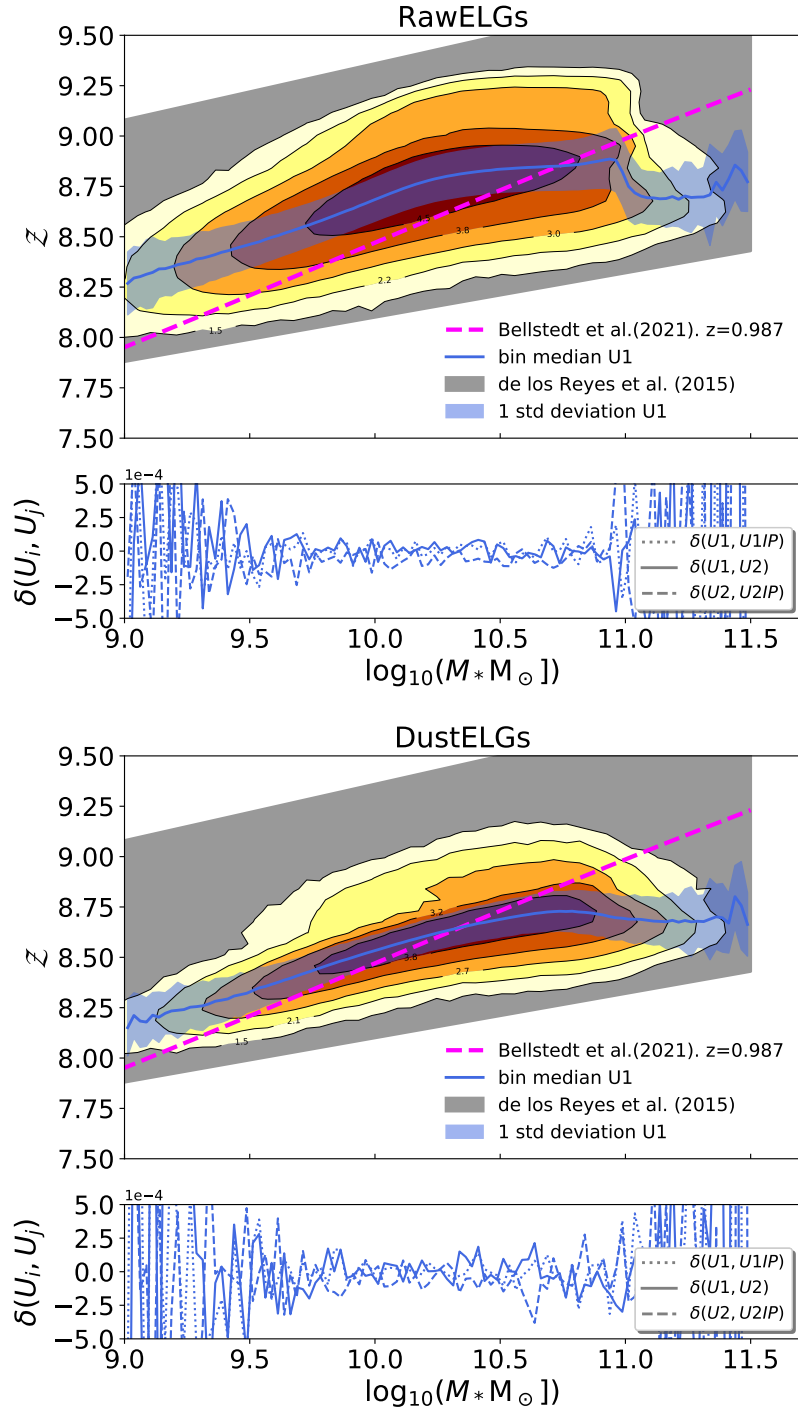 RawELGs
9.50
9.25
9.00
8.75
8.50
8.25
8.00
7.75
7.50
𝒵
4.5
3.8
3.0
2.2
1.5
Bellstedt et al.(2021). z=0.987
bin median U1
de los Reyes et al. (2015)
1 std deviation U1
1e−4
5.0
2.5
0.0
−2.5
−5.0
δ(U_i, U_j)
δ(U1, U1IP)
δ(U1, U2)
δ(U2, U2IP)
9.0 9.5 10.0 10.5 11.0 11.5
log₁₀(M∗M⊙])
DustELGs
9.50
9.25
9.00
8.75
8.50
8.25
8.00
7.75
7.50
𝒵
3.2
3.8
2.7
2.1
1.5
Bellstedt et al.(2021). z=0.987
bin median U1
de los Reyes et al. (2015)
1 std deviation U1
1e−4
5.0
2.5
0.0
−2.5
−5.0
δ(U_i, U_j)
δ(U1, U1IP)
δ(U1, U2)
δ(U2, U2IP)
9.0 9.5 10.0 10.5 11.0 11.5
log₁₀(M∗M⊙])